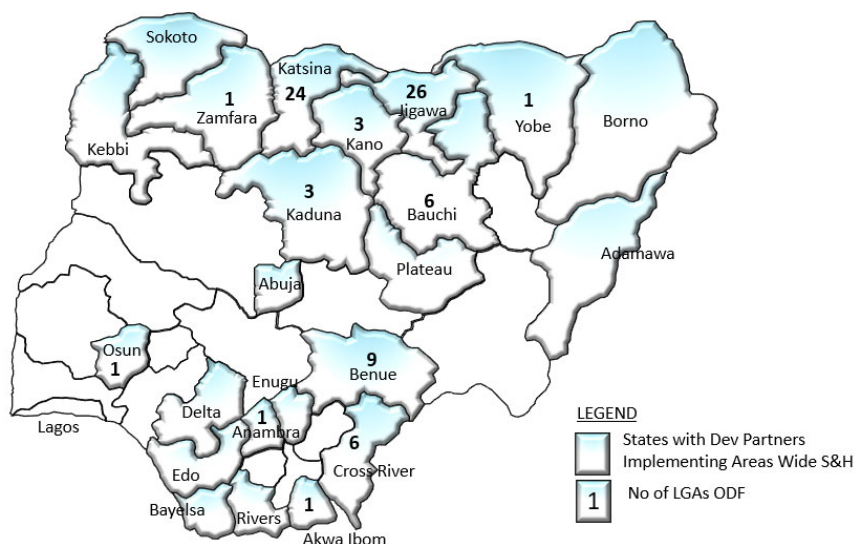 Sokoto
Katsina
24
26
Jigawa
1
Zamfara
3
Kano
1
Yobe
Borno
Kebbi
3
Kaduna
6
Bauchi
Adamawa
Plateau
Abuja
Osun
1
9
Benue
Enugu
Delta
1
Anambra
Lagos
6
Cross River
Edo
Bayelsa
Rivers
1
Akwa Ibom
LEGEND
States with Dev Partners
Implementing Areas Wide S&H
1
No of LGAs ODF